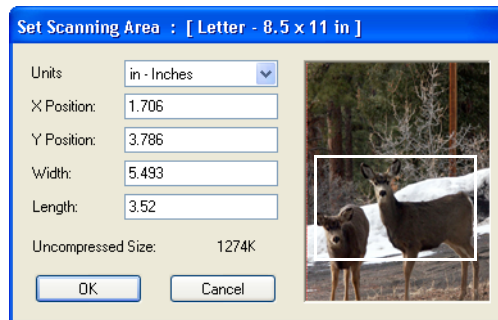 Set Scanning Area : [ Letter - 8.5 x 11 in ]
Units in - Inches
X Position: 1.706
Y Position: 3.786
Width: 5.493
Length: 3.52
Uncompressed Size: 1274K
OK Cancel